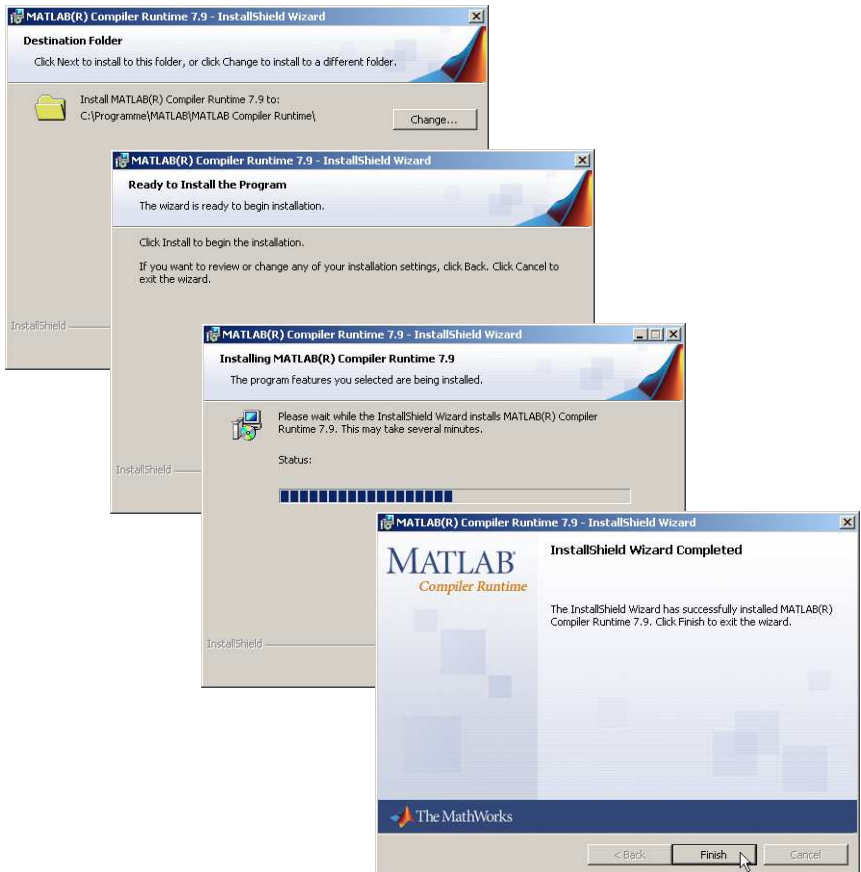 MATLAB(R) Compiler Runtime 7.9 - InstallShield Wizard
Destination Folder
Click Next to install to this folder, or click Change to install to a different folder.
Install MATLAB(R) Compiler Runtime 7.9 to:
C:\Programme\MATLAB\MATLAB Compiler Runtime\
Change...
InstallShield
MATLAB(R) Compiler Runtime 7.9 - InstallShield Wizard
Ready to Install the Program
The wizard is ready to begin installation.
Click Install to begin the installation.
If you want to review or change any of your installation settings, click Back. Click Cancel to
exit the wizard.
InstallShield
MATLAB(R) Compiler Runtime 7.9 - InstallShield Wizard
Installing MATLAB(R) Compiler Runtime 7.9
The program features you selected are being installed.
Please wait while the InstallShield Wizard installs MATLAB(R) Compiler
Runtime 7.9. This may take several minutes.
Status:
InstallShield
MATLAB(R) Compiler Runtime 7.9 - InstallShield Wizard
MATLAB®
Compiler Runtime
InstallShield Wizard Completed
The InstallShield Wizard has successfully installed MATLAB(R)
Compiler Runtime 7.9. Click Finish to exit the wizard.
The MathWorks
< Back
Finish
Cancel